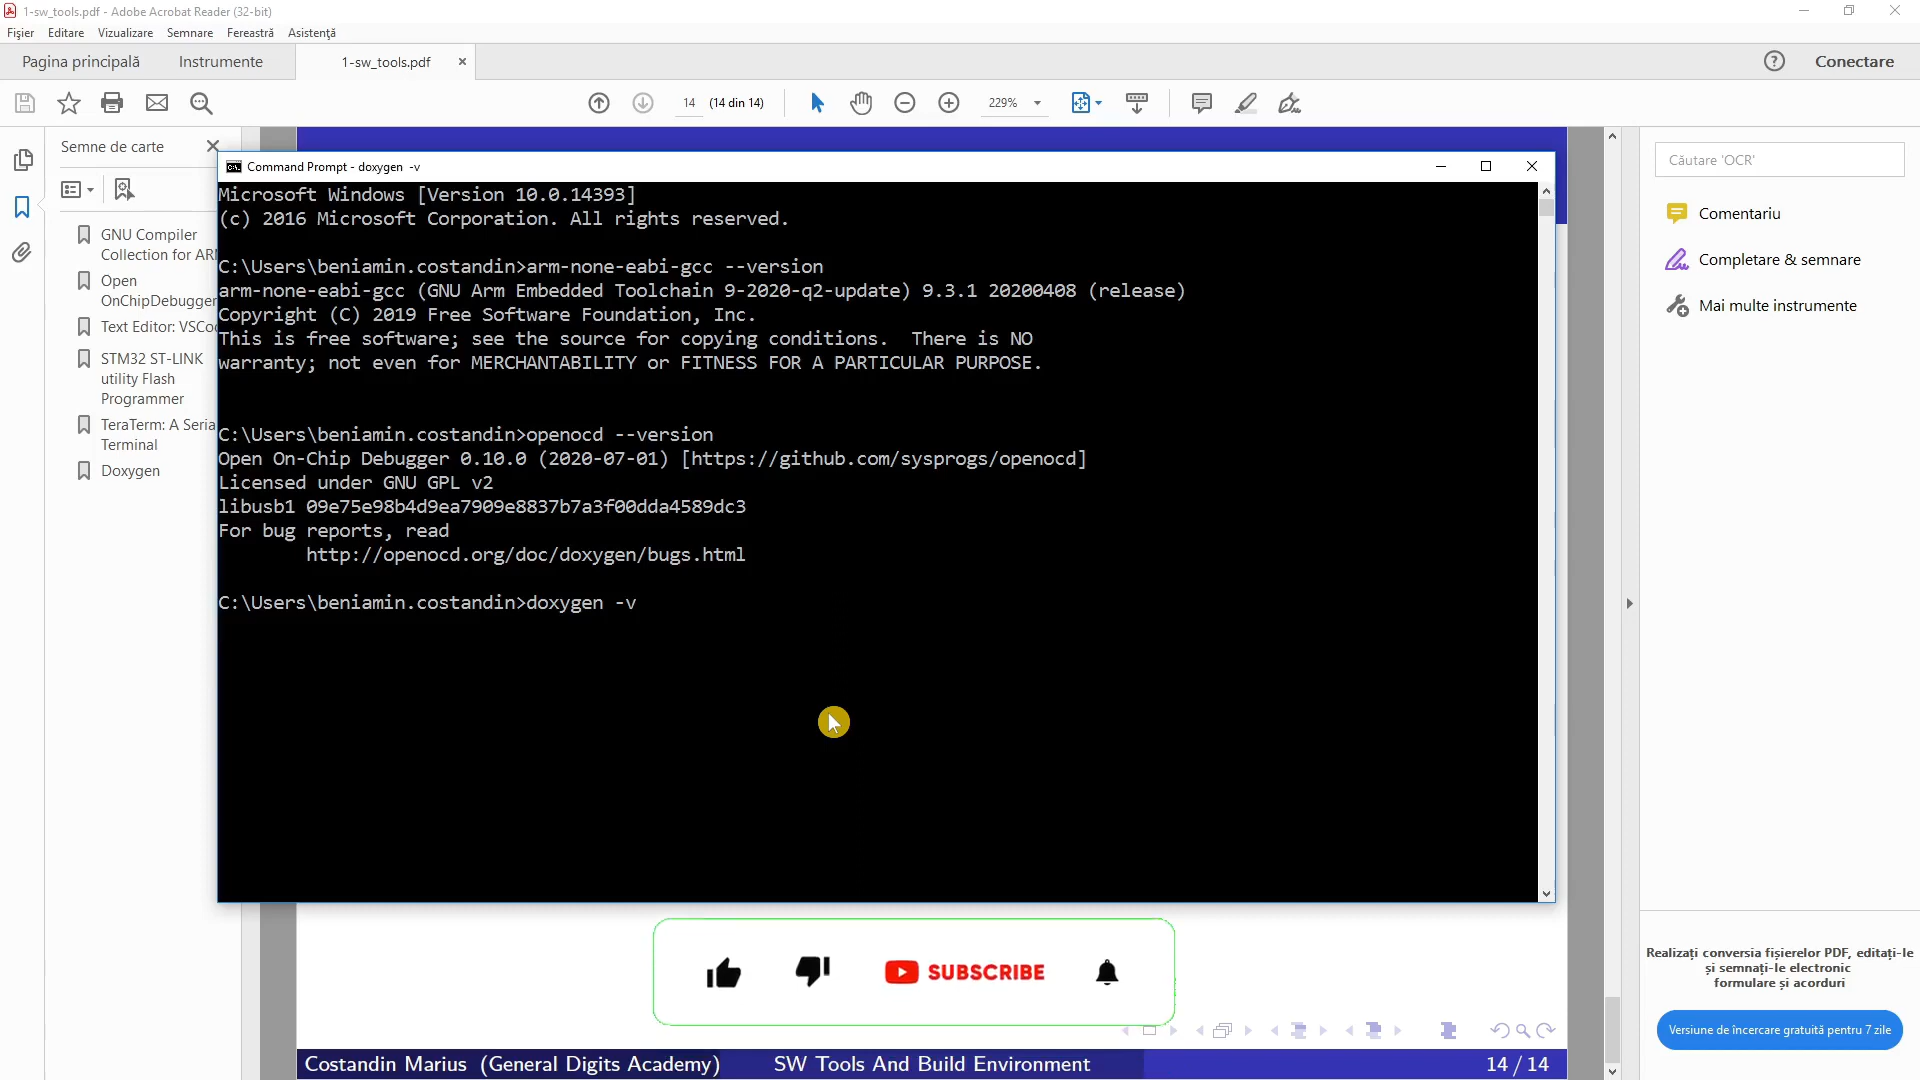 1-sw_tools.pdf - Adobe Acrobat Reader (32-bit)
Fișier Editare Vizualizare Semnare Fereastră Asistență
Pagina principală Instrumente 1-sw_tools.pdf
Conectare
14 (14 din 14) 229%
Semne de carte
GNU Compiler
Collection for ARM
Open
OnChipDebugger
Text Editor: VSCo
STM32 ST-LINK
utility Flash
Programmer
TeraTerm: A Seria
Terminal
Doxygen
Command Prompt - doxygen -v
Microsoft Windows [Version 10.0.14393]
(c) 2016 Microsoft Corporation. All rights reserved.
C:\Users\beniamin.costandin>arm-none-eabi-gcc --version
arm-none-eabi-gcc (GNU Arm Embedded Toolchain 9-2020-q2-update) 9.3.1 20200408 (release)
Copyright (C) 2019 Free Software Foundation, Inc.
This is free software; see the source for copying conditions.  There is NO
warranty; not even for MERCHANTABILITY or FITNESS FOR A PARTICULAR PURPOSE.
C:\Users\beniamin.costandin>openocd --version
Open On-Chip Debugger 0.10.0 (2020-07-01) [https://github.com/sysprogs/openocd]
Licensed under GNU GPL v2
libusb1 09e75e98b4d9ea7909e8837b7a3f00dda4589dc3
For bug reports, read
http://openocd.org/doc/doxygen/bugs.html
C:\Users\beniamin.costandin>doxygen -v
Căutare 'OCR'
Comentariu
Completare & semnare
Mai multe instrumente
SUBSCRIBE
Realizați conversia fișierelor PDF, editați-le
și semnați-le electronic
formulare și acorduri
Versiune de încercare gratuită pentru 7 zile
Costandin Marius (General Digits Academy) SW Tools And Build Environment 14 / 14